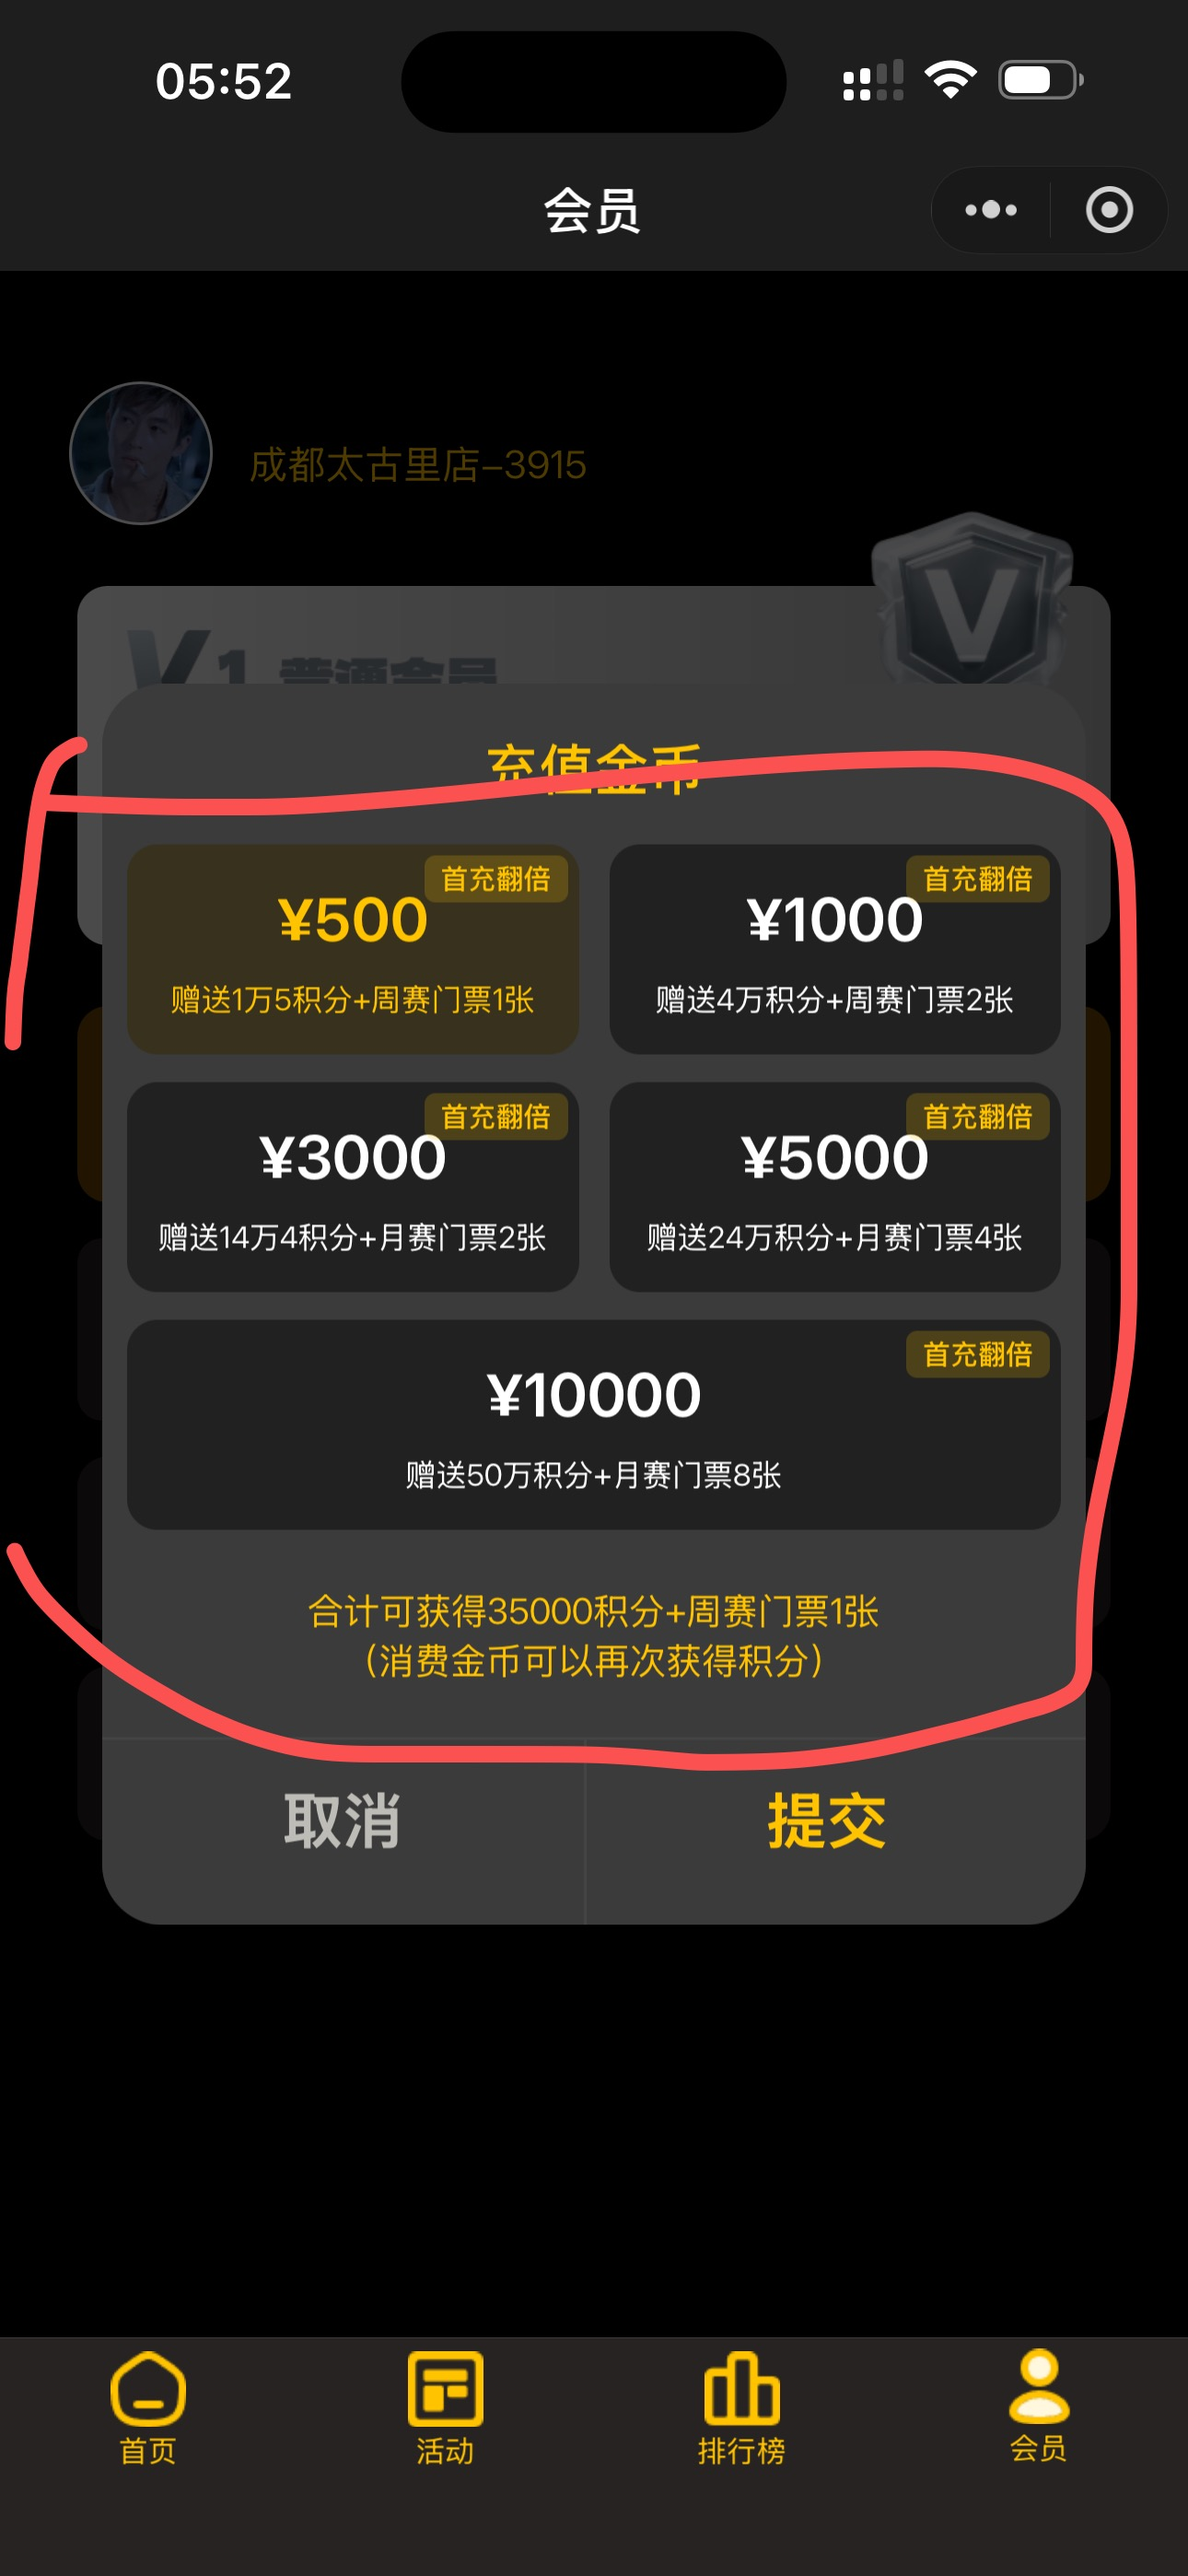 05:52
会员
成都太古里店-3915
V1 普通会员
充值金币
首充翻倍
¥500
赠送1万5积分+周赛门票1张
首充翻倍
¥1000
赠送4万积分+周赛门票2张
首充翻倍
¥3000
赠送14万4积分+月赛门票2张
首充翻倍
¥5000
赠送24万积分+月赛门票4张
首充翻倍
¥10000
赠送50万积分+月赛门票8张
合计可获得35000积分+周赛门票1张
（消费金币可以再次获得积分）
取消
提交
首页
活动
排行榜
会员